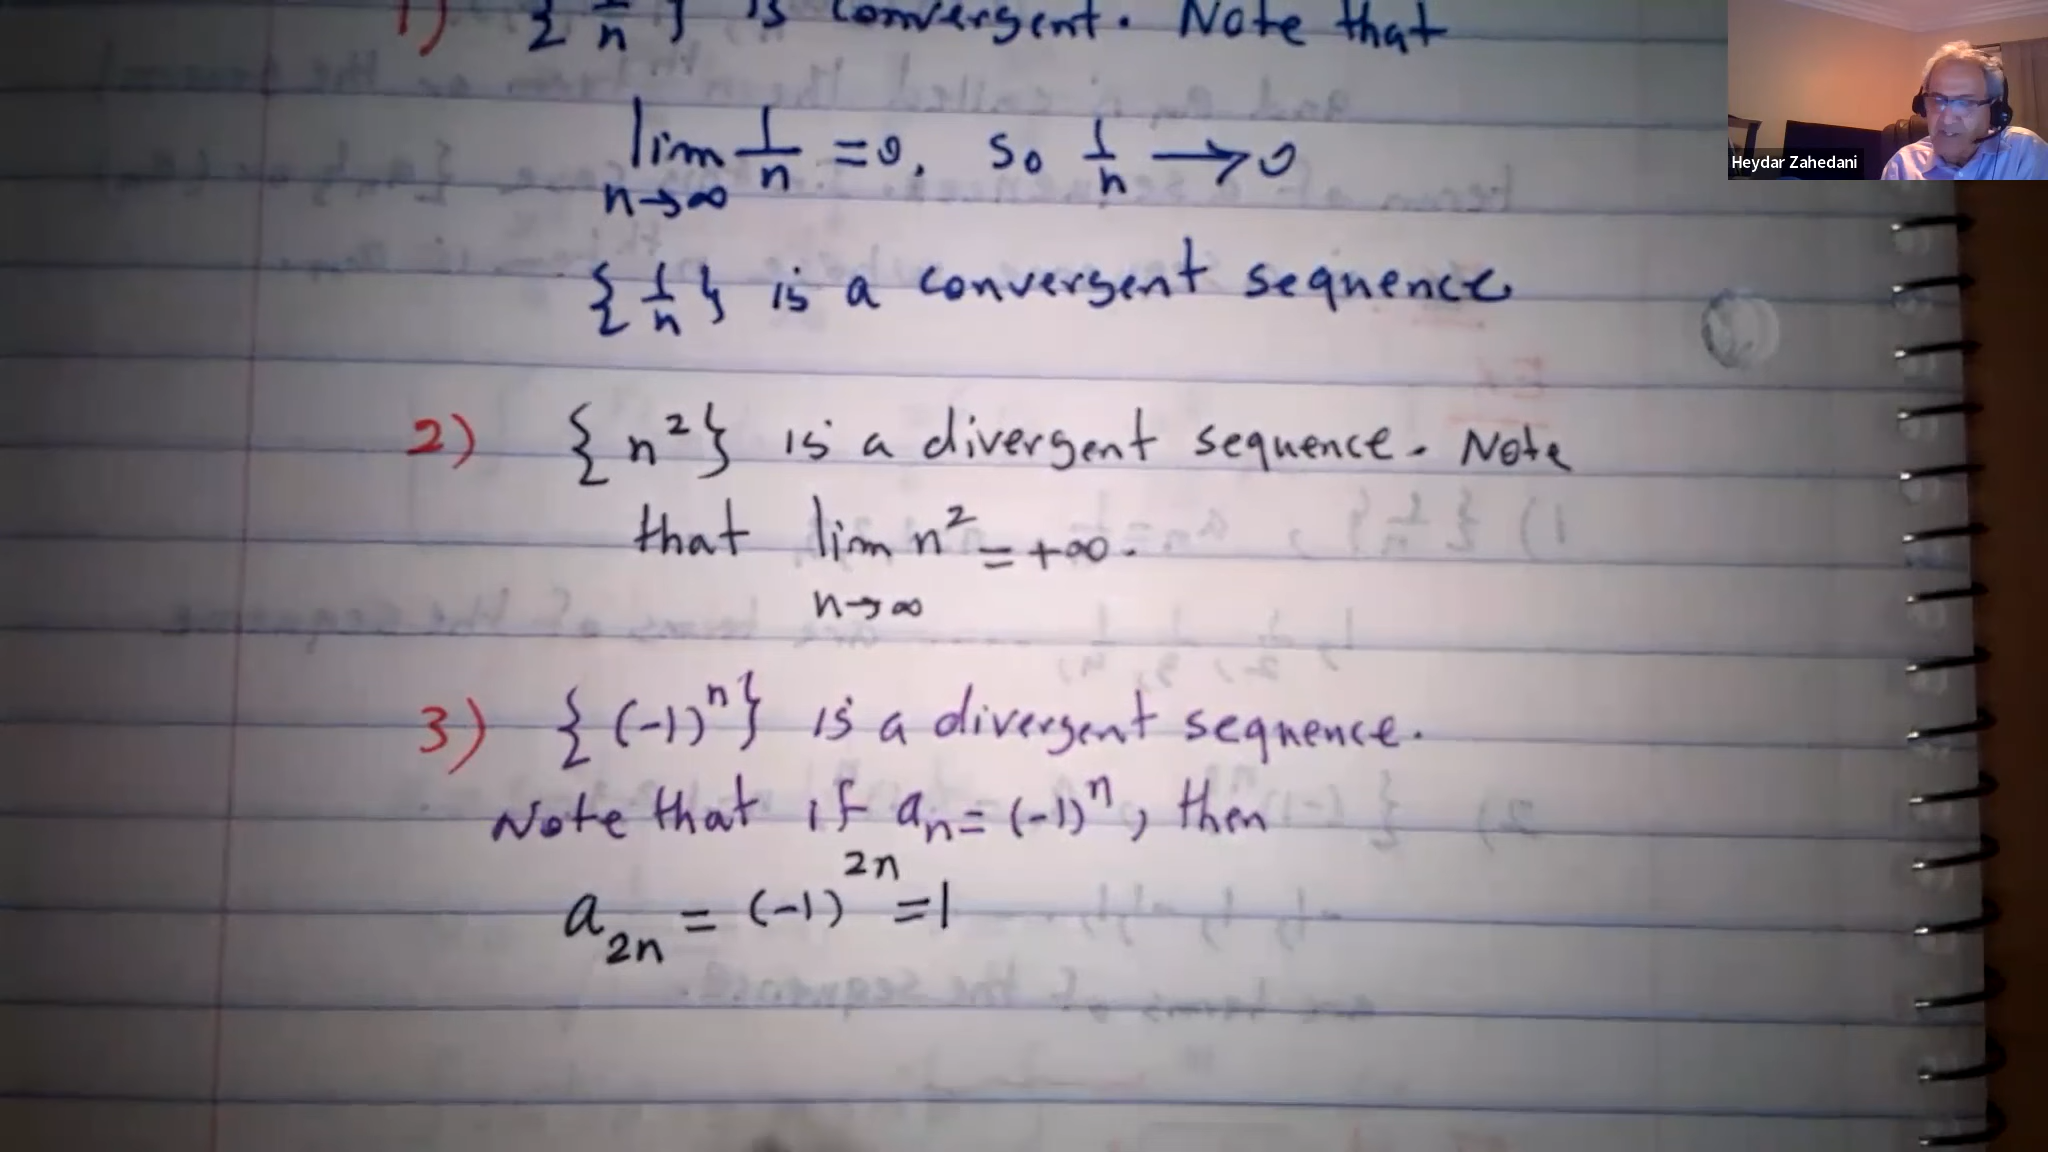 1) { 1/n } is convergent. Note that
lim 1/n = 0, so 1/n → 0
n→∞
{ 1/n } is a convergent sequence
2) { n² } is a divergent sequence. Note
that lim n² = +∞.
n→∞
3) { (-1)ⁿ } is a divergent sequence.
Note that if aₙ = (-1)ⁿ, then
a₂ₙ = (-1)²ⁿ = 1
Heydar Zahedani